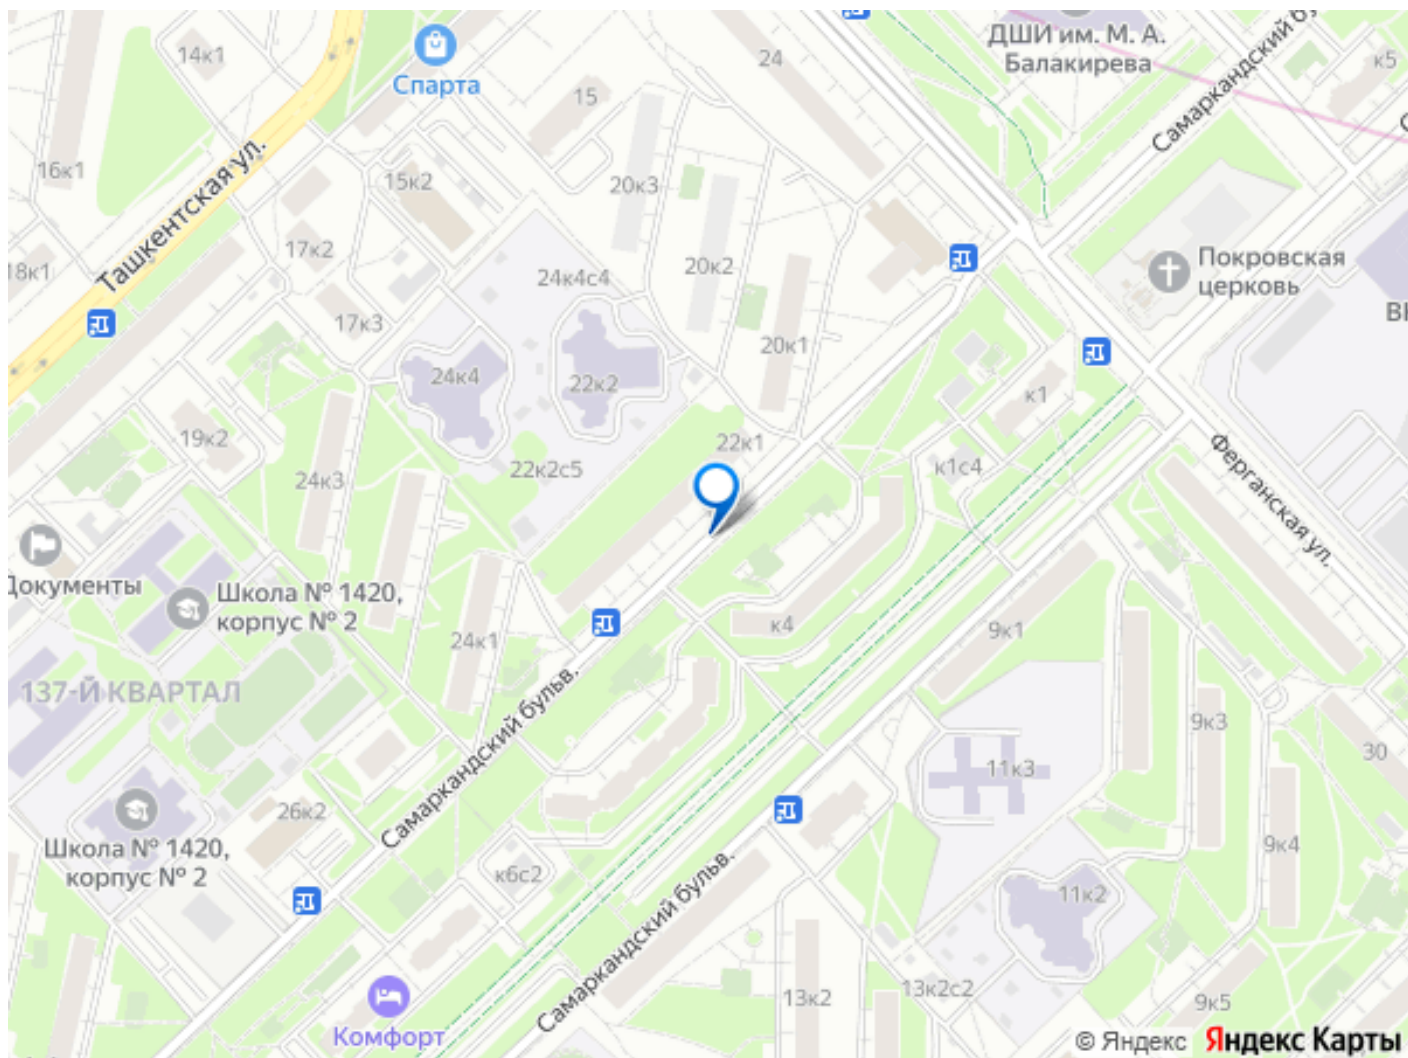 14к1
Спарта
24
ДШИ им. М. А.
Балакирева
Самаркандский бул
к5
15
16к1
Ташкентская ул.
15к2
20к3
17к2
18к1
24к4с4
20к2
Покровская
церковь
17к3
20к1
24к4
22к2
к1
19к2
22к1
22к2с5
24к3
к1с4
Ферганская ул.
Документы
Школа № 1420,
корпус № 2
24к1
к4
9к1
137-Й КВАРТАЛ
Самаркандский бульв.
9к3
30
11к3
26к2
Школа № 1420,
корпус № 2
к6с2
9к4
11к2
Самаркандский бульв.
13к2
13к2с2
9к5
Комфорт
© Яндекс Яндекс Карты